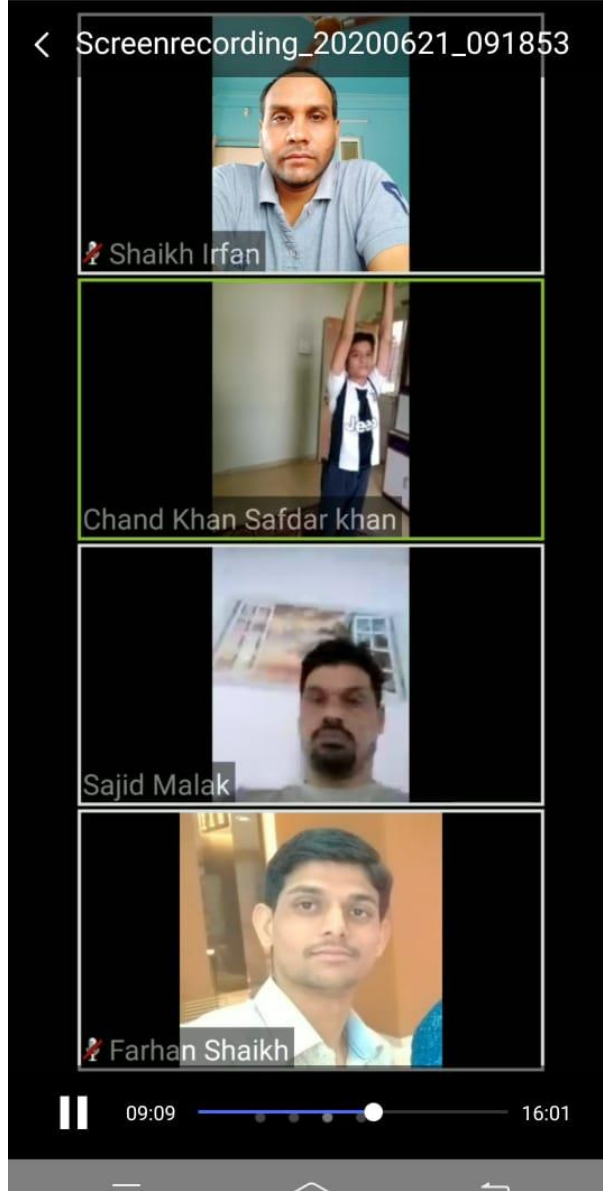 Screenrecording_20200621_091853
Shaikh Irfan
Jeep
Chand Khan Safdar khan
Sajid Malak
Farhan Shaikh
09:09
16:01